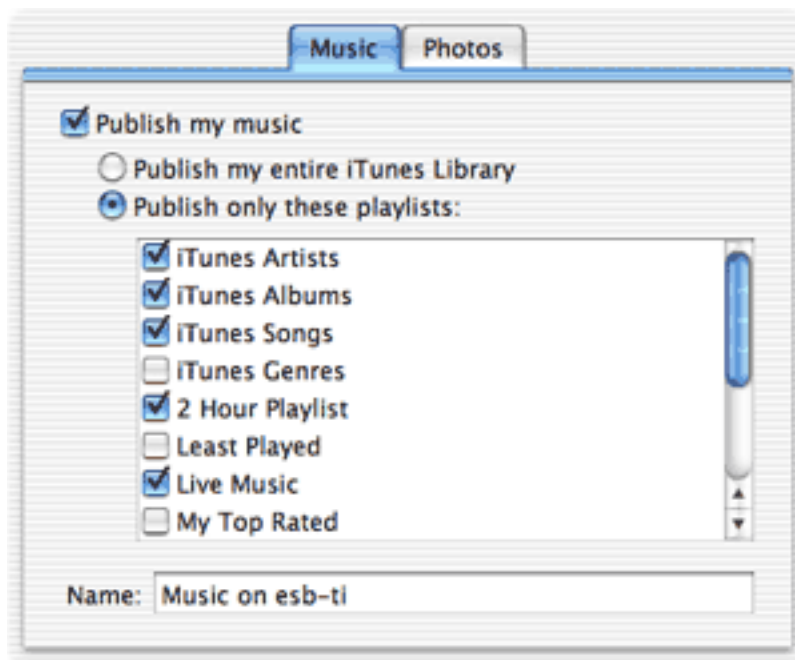 Music Photos
Publish my music
Publish my entire iTunes Library
Publish only these playlists:
iTunes Artists
iTunes Albums
iTunes Songs
iTunes Genres
2 Hour Playlist
Least Played
Live Music
My Top Rated
Name: Music on esb-ti